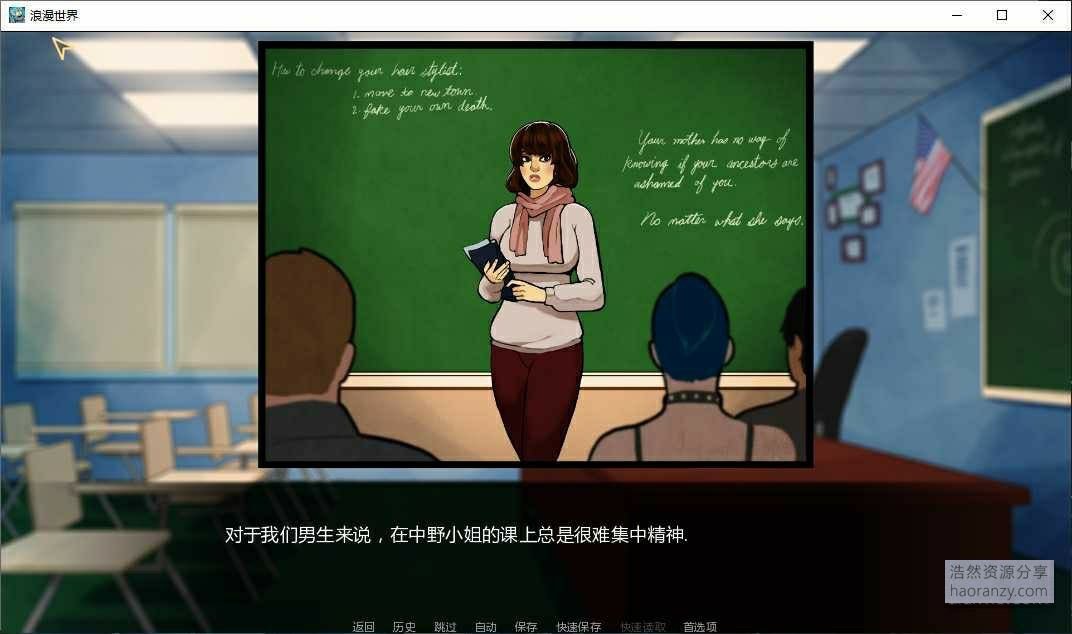 浪漫世界
How to change your hair stylist:
1. move to new town
2. fake your own death.
Your mother has no way of
knowing if your ancestors are
ashamed of you.
No matter what she says.
对于我们男生来说，在中野小姐的课上总是很难集中精神.
浩然资源分享
haoranzy.com
返回 历史 跳过 自动 保存 快速保存 快速读取 首选项